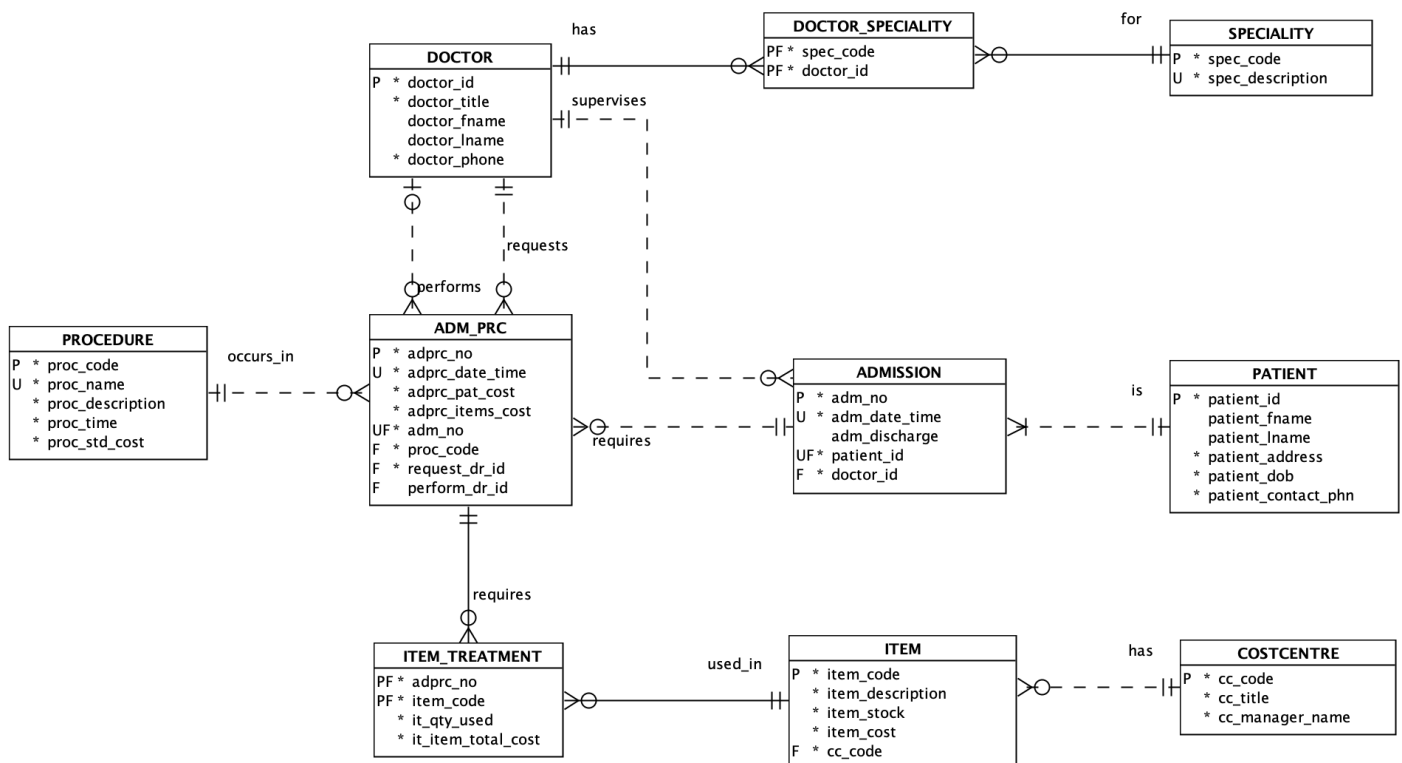 has
DOCTOR_SPECIALITY
PF * spec_code
PF * doctor_id
for
SPECIALITY
P * spec_code
U * spec_description
DOCTOR
P * doctor_id
* doctor_title
doctor_fname
doctor_lname
* doctor_phone
supervises
requests
performs
PROCEDURE
P * proc_code
U * proc_name
* proc_description
* proc_time
* proc_std_cost
occurs_in
ADM_PRC
P * adprc_no
U * adprc_date_time
* adprc_pat_cost
* adprc_items_cost
UF * adm_no
F * proc_code
F * request_dr_id
F perform_dr_id
requires
ADMISSION
P * adm_no
U * adm_date_time
adm_discharge
UF * patient_id
F * doctor_id
is
PATIENT
P * patient_id
patient_fname
patient_lname
* patient_address
* patient_dob
* patient_contact_phn
requires
ITEM_TREATMENT
PF * adprc_no
PF * item_code
* it_qty_used
* it_item_total_cost
used_in
ITEM
P * item_code
* item_description
* item_stock
* item_cost
F * cc_code
has
COSTCENTRE
P * cc_code
* cc_title
* cc_manager_name